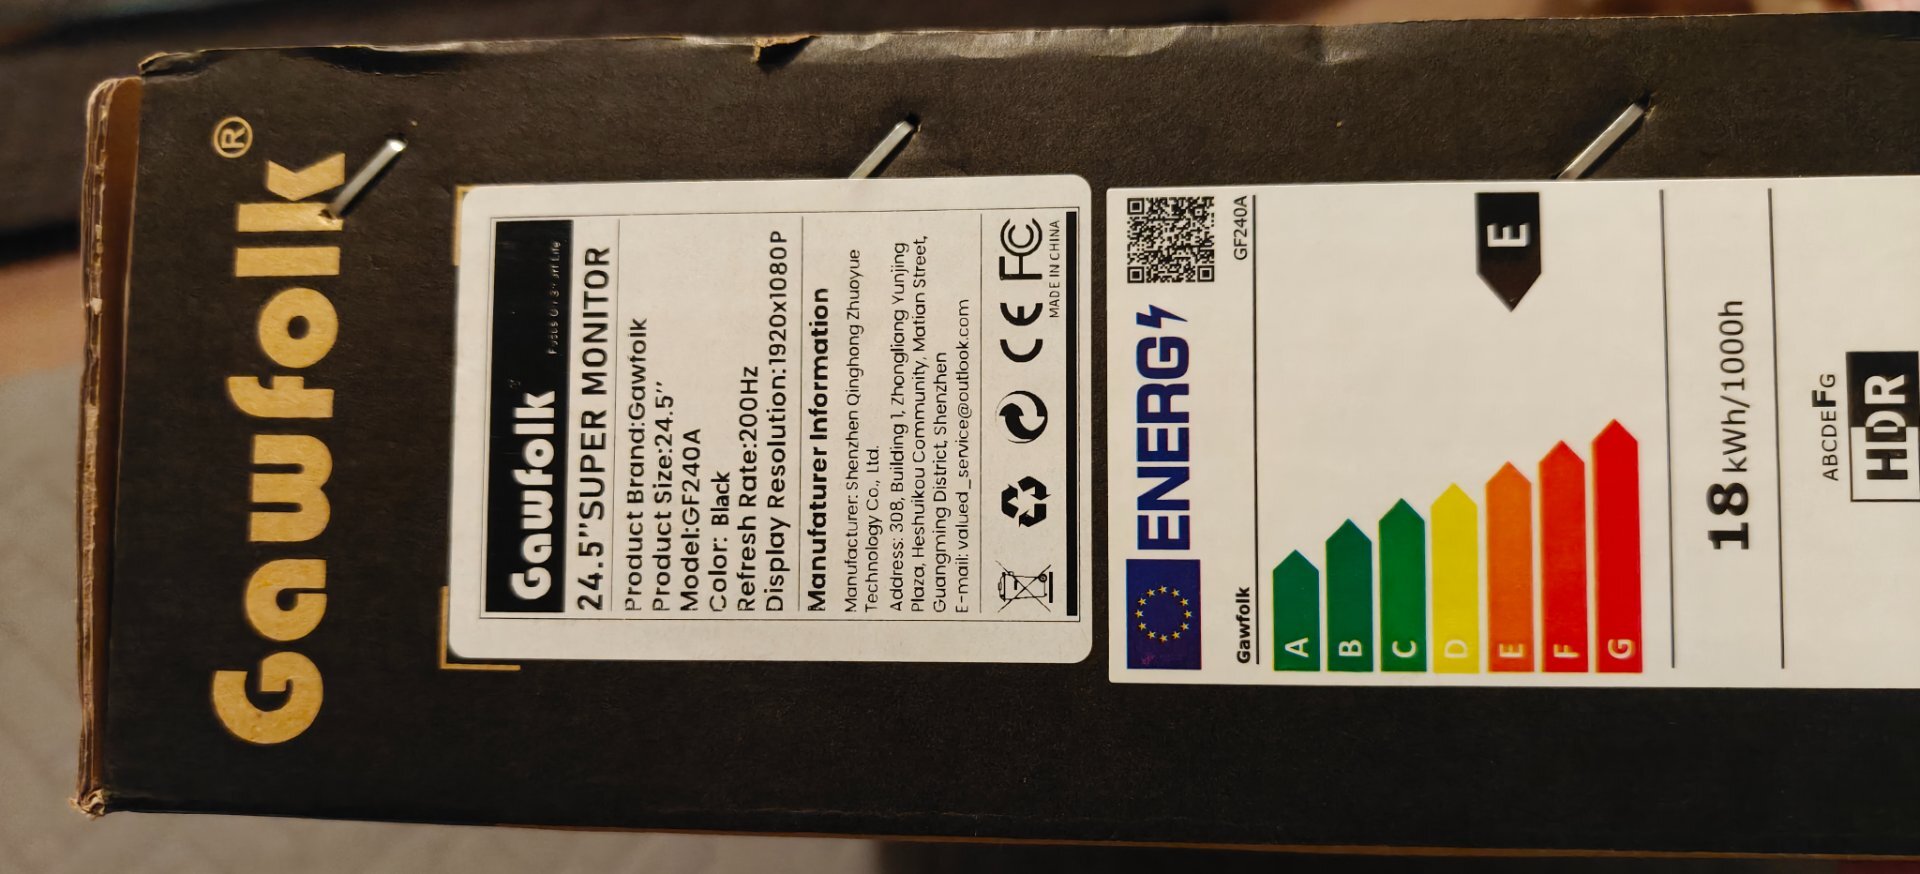 Gawfolk®
Gawfolk
24.5"SUPER MONITOR
Product Brand:Gawfolk
Product Size:24.5"
Model:GF240A
Color: Black
Refresh Rate:200Hz
Display Resolution:1920x1080P
Manufaturer Information
Manufacturer: Shenzhen Qinghong Zhuoyue
Technology Co., Ltd.
Address: 308, Building 1, Zhongliang Yunjing
Plaza, Heshuikou Community, Matian Street,
Guangming District, Shenzhen
E-mail: valued_service@outlook.com
CE FC
MADE IN CHINA
ENERG
Gawfolk GF240A
A
B
C
D
E
F
G
E
18 kWh/1000h
ABCDEFG
HDR